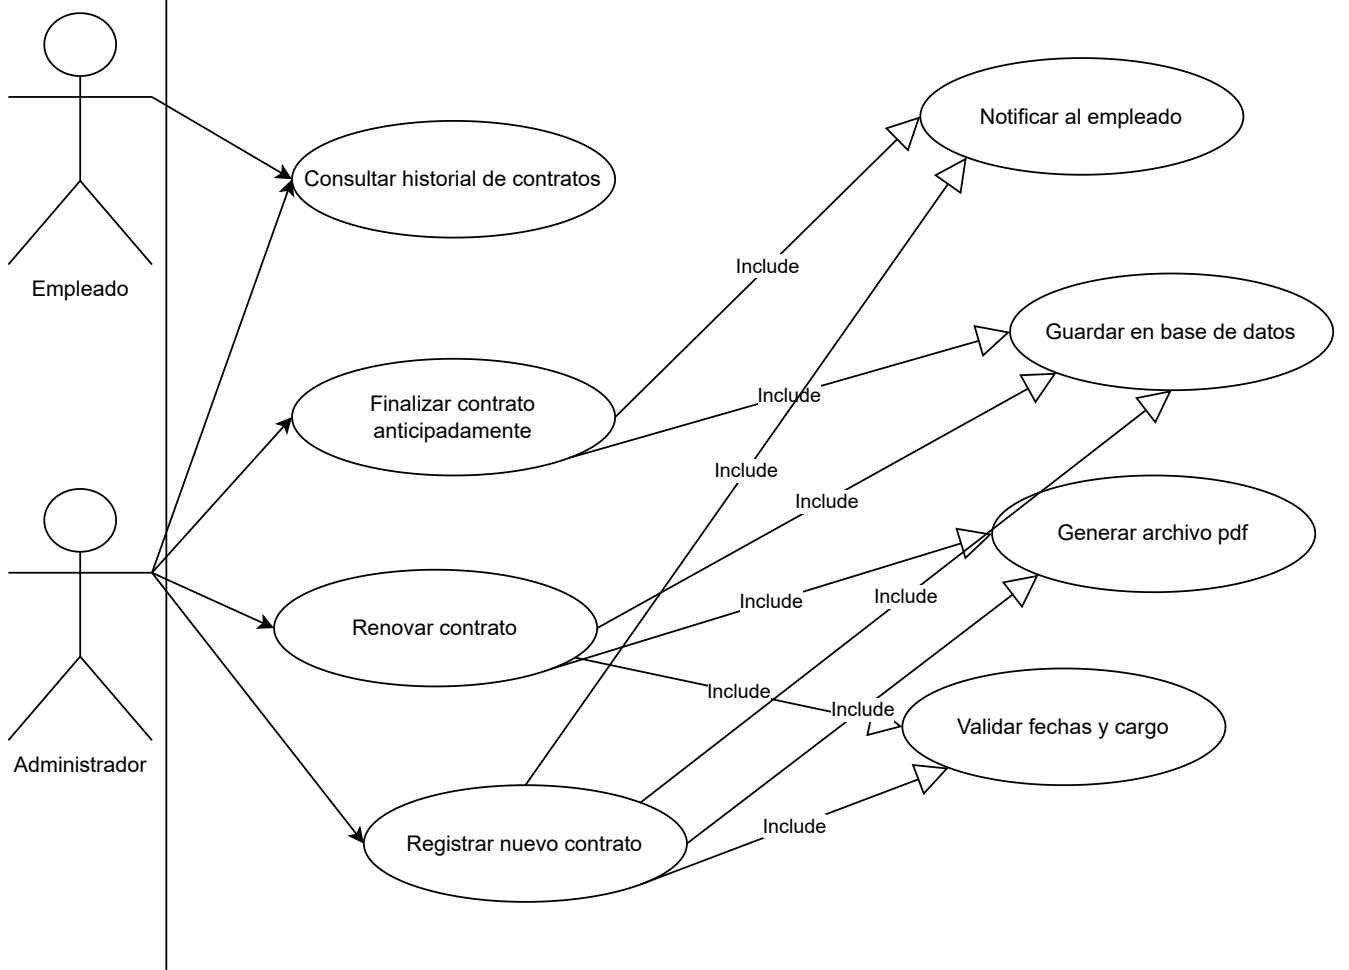 Notificar al empleado
Consultar historial de contratos
Include
Empleado
Guardar en base de datos
Include
Finalizar contrato
anticipadamente
Include
Include
Generar archivo pdf
Include
Include
Renovar contrato
Include
Include
Validar fechas y cargo
Administrador
Include
Registrar nuevo contrato